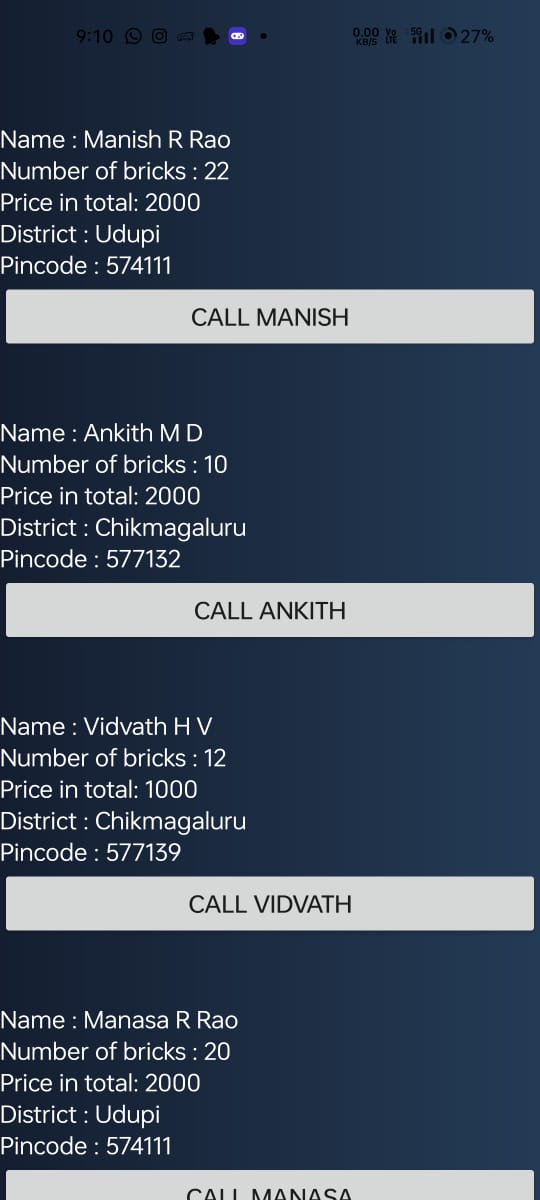 9:10 0.00 KB/S Vo LTE 5G 27%
Name : Manish R Rao
Number of bricks : 22
Price in total: 2000
District : Udupi
Pincode : 574111
CALL MANISH
Name : Ankith M D
Number of bricks : 10
Price in total: 2000
District : Chikmagaluru
Pincode : 577132
CALL ANKITH
Name : Vidvath H V
Number of bricks : 12
Price in total: 1000
District : Chikmagaluru
Pincode : 577139
CALL VIDVATH
Name : Manasa R Rao
Number of bricks : 20
Price in total: 2000
District : Udupi
Pincode : 574111
CALL MANASA